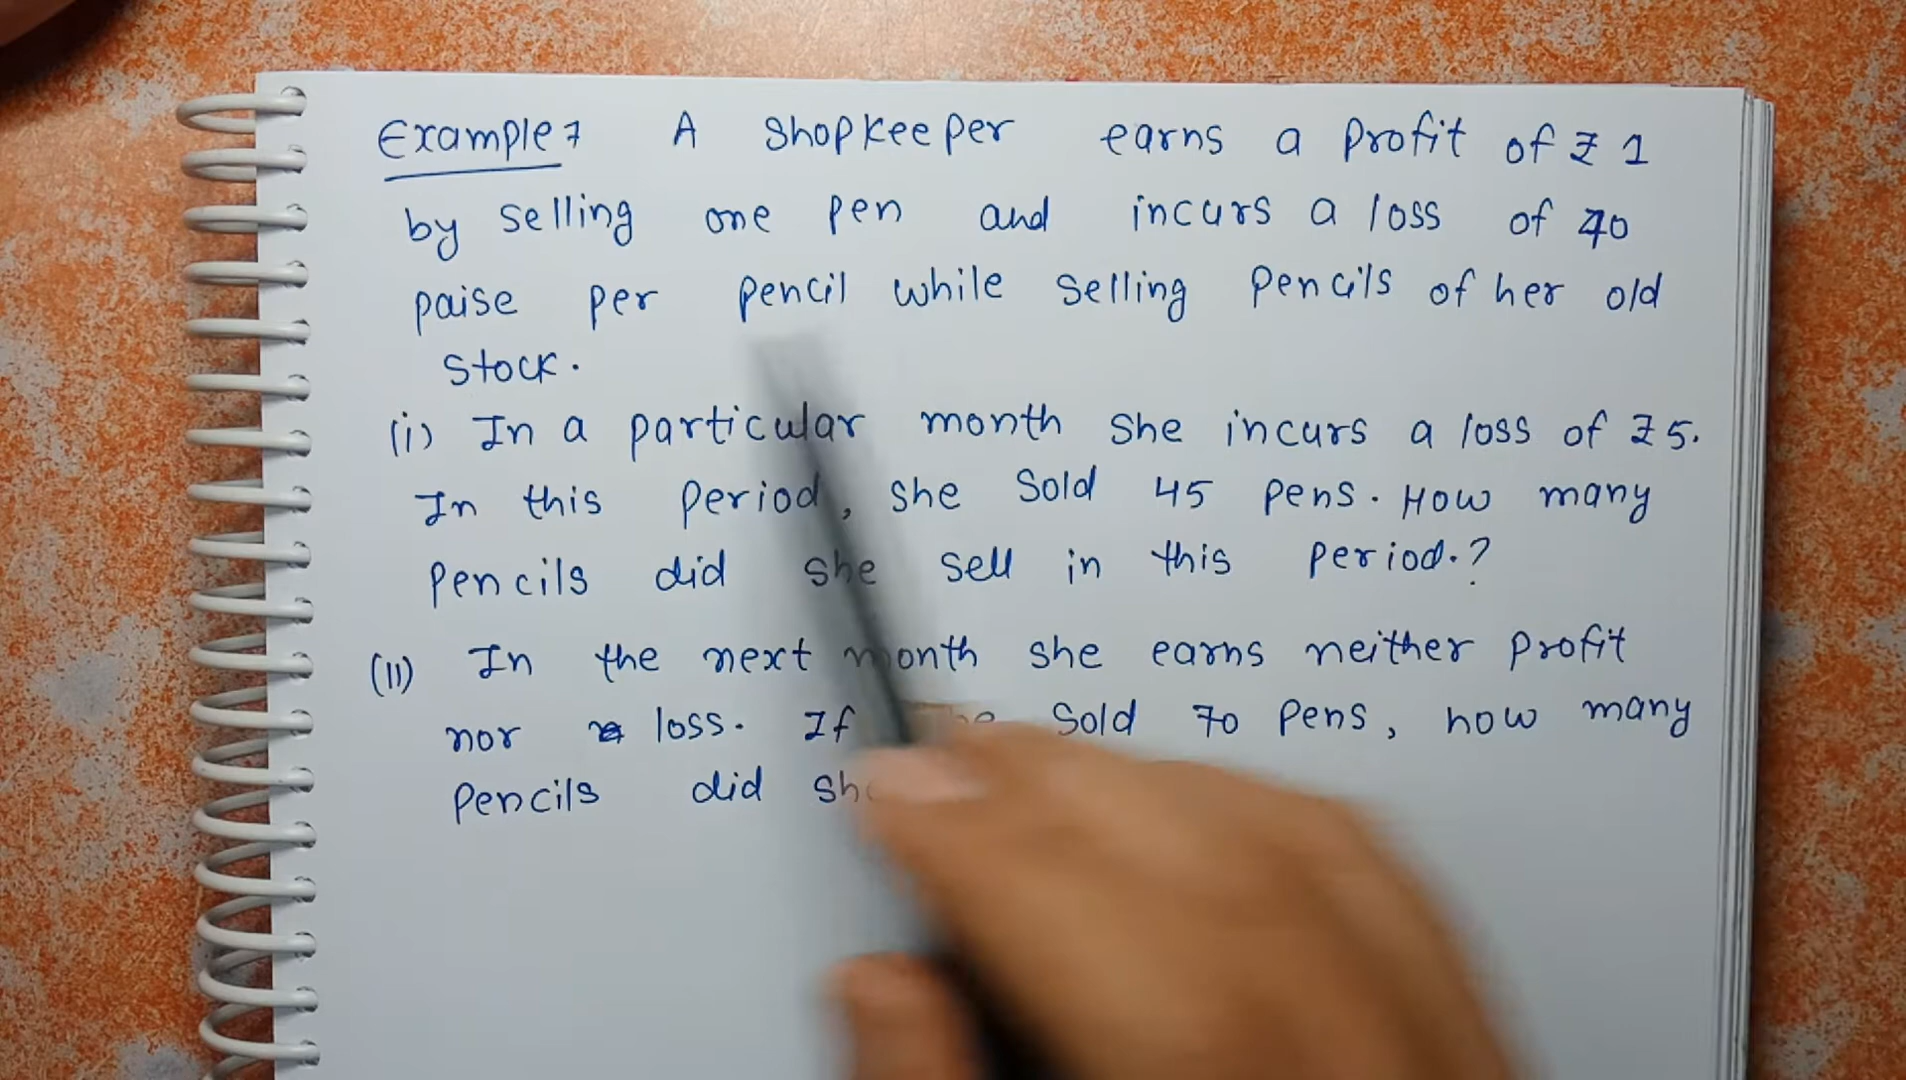 Example 7 A Shopkeeper earns a Profit of ₹ 1
by selling one pen and incurs a loss of 40
paise per pencil while selling Pencils of her old
stock.
(i) In a particular month she incurs a loss of ₹5.
In this period, she Sold 45 pens. How many
Pencils did she sell in this period.?
(II) In the next month she earns neither profit
nor loss. If Sold 70 Pens, how many
Pencils did